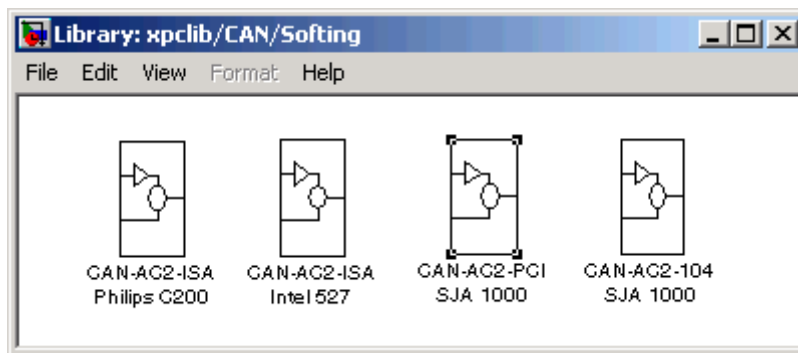 Library: xpclib/CAN/Softing
File Edit View Format Help
CAN-AC2-ISA CAN-AC2-ISA CAN-AC2-PCI CAN-AC2-104
Philips C200 Intel 527 SJA 1000 SJA 1000